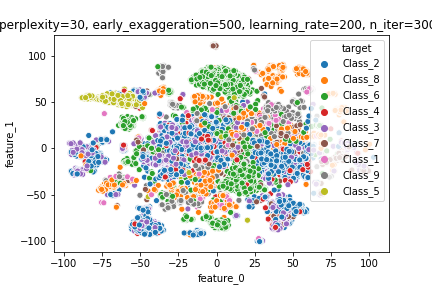 perplexity=30, early_exaggeration=500, learning_rate=200, n_iter=300
target
Class_2
Class_8
Class_6
Class_4
Class_3
Class_7
Class_1
Class_9
Class_5
100
50
0
−50
−100
feature_1
−100 −75 −50 −25 0 25 50 75 100
feature_0